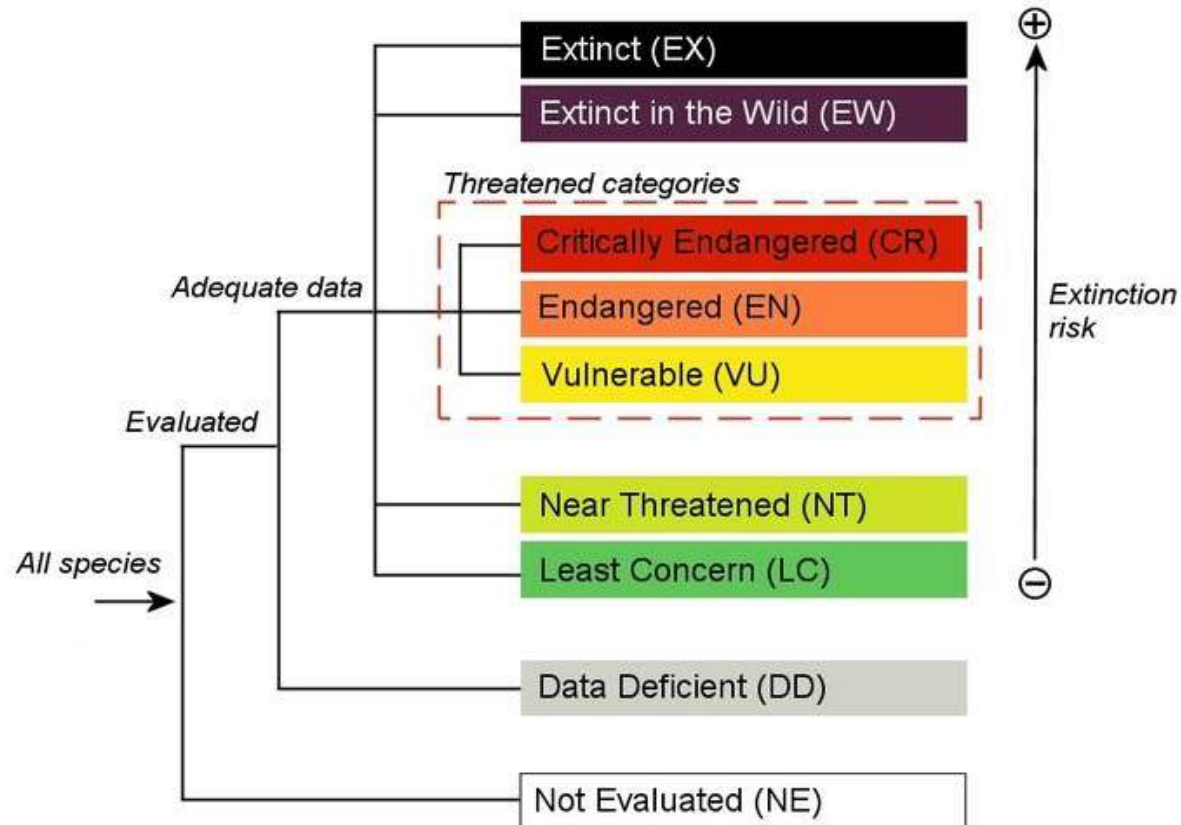 Extinct (EX)
Extinct in the Wild (EW)
Threatened categories
Critically Endangered (CR)
Adequate data
Endangered (EN)
Extinction
risk
Vulnerable (VU)
Evaluated
Near Threatened (NT)
All species
Least Concern (LC)
Data Deficient (DD)
Not Evaluated (NE)